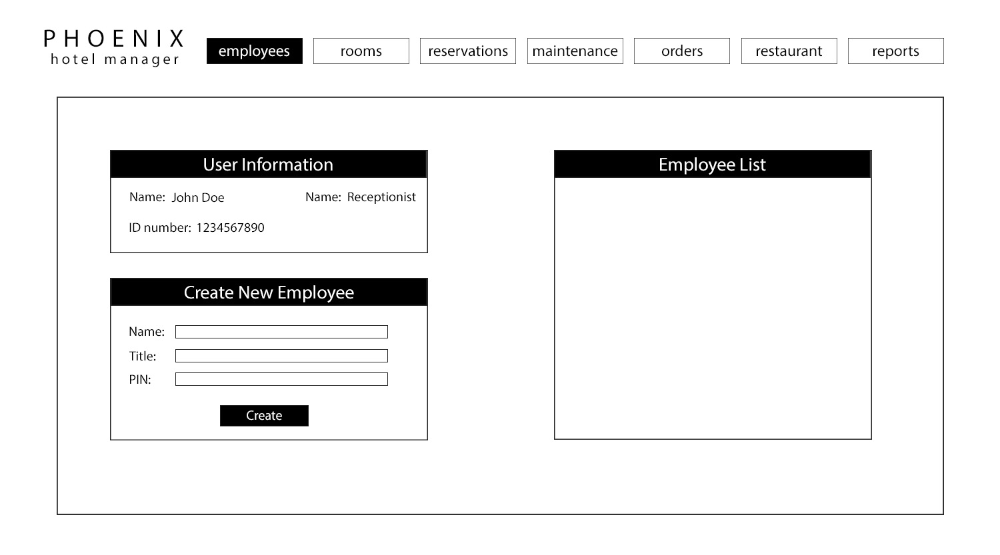 PHOENIX
hotel manager
employees rooms reservations maintenance orders restaurant reports
User Information
Name: John Doe Name: Receptionist
ID number: 1234567890
Create New Employee
Name:
Title:
PIN:
Create
Employee List